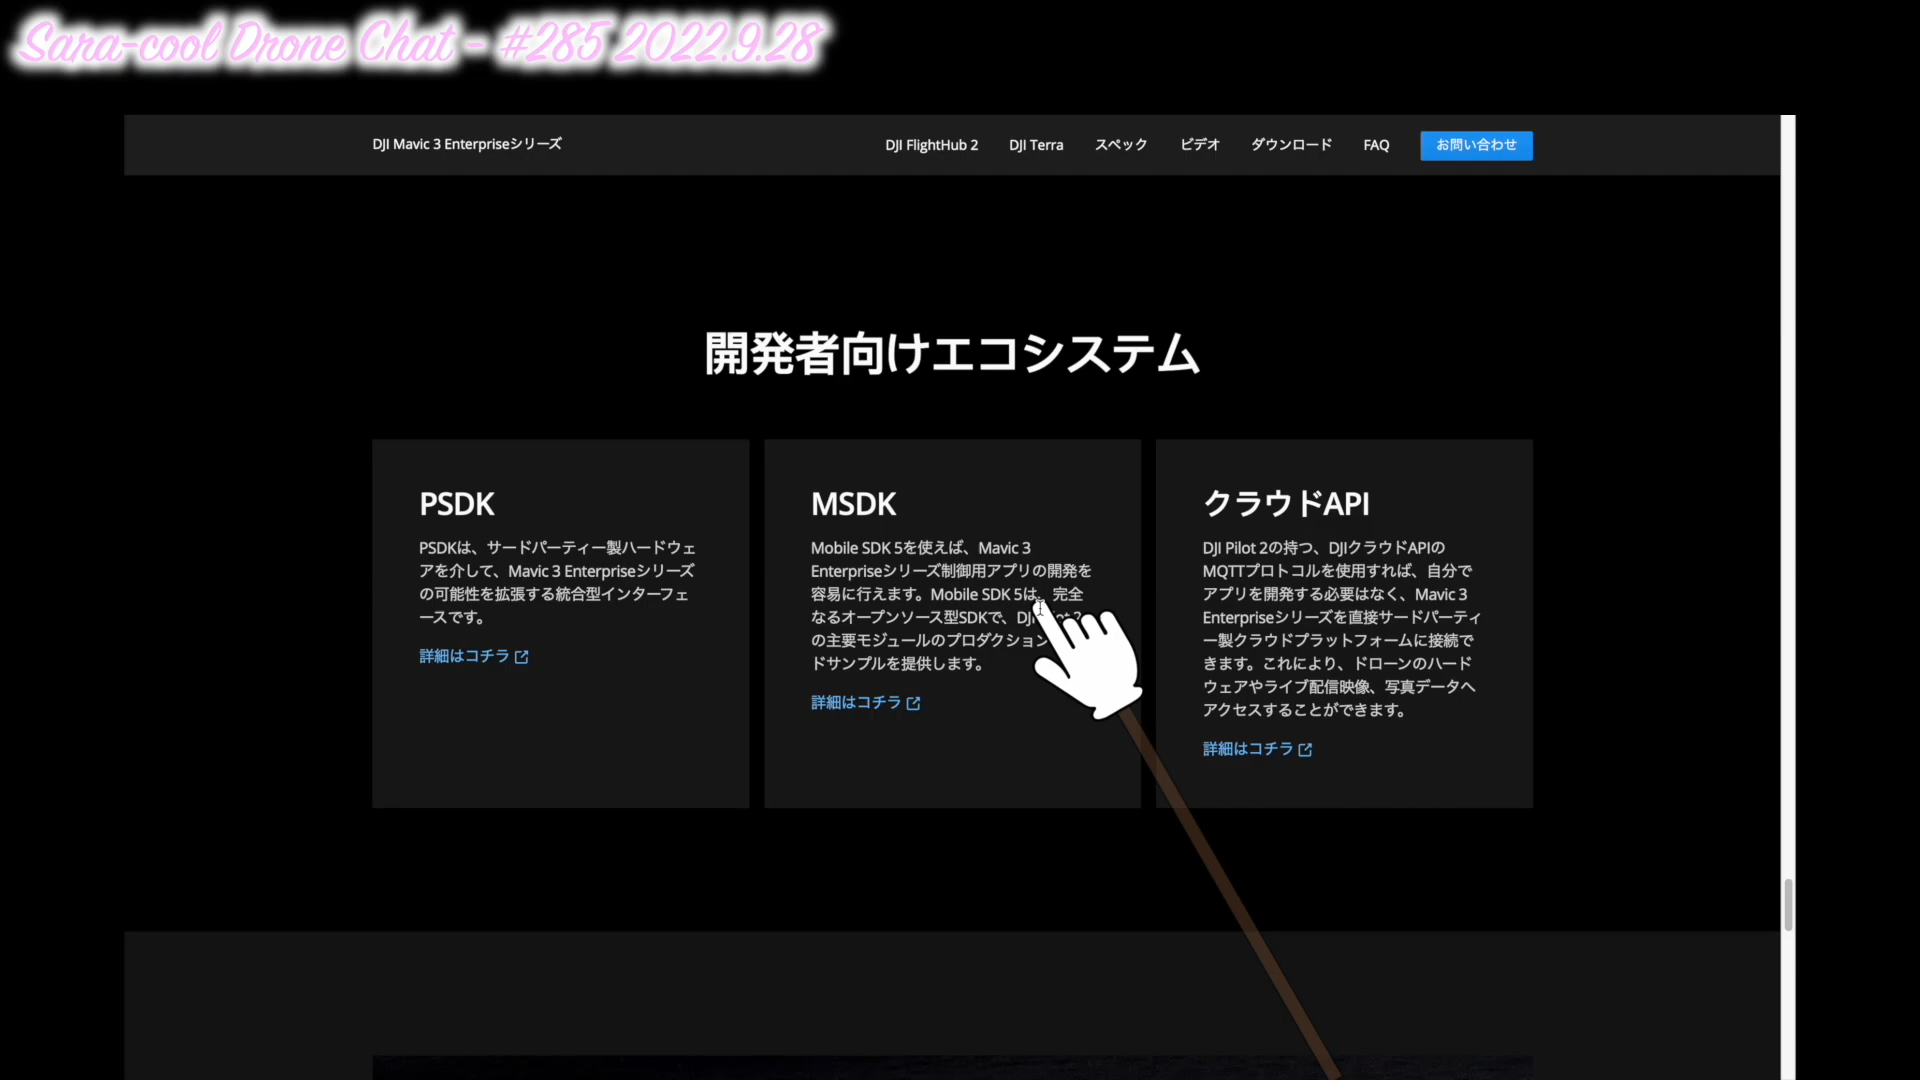 Sara-cool Drone Chat - #285 2022.9.28
DJI Mavic 3 Enterpriseシリーズ
DJI FlightHub 2
DJI Terra
スペック
ビデオ
ダウンロード
FAQ
お問い合わせ
開発者向けエコシステム
PSDK
PSDKは、サードパーティー製ハードウェ
アを介して、Mavic 3 Enterpriseシリーズ
の可能性を拡張する統合型インターフェ
ースです。
詳細はコチラ
MSDK
Mobile SDK 5を使えば、Mavic 3
Enterpriseシリーズ制御用アプリの開発を
容易に行えます。Mobile SDK 5は、完全
なるオープンソース型SDKで、DJI
の主要モジュールのプロダクション
ドサンプルを提供します。
詳細はコチラ
クラウドAPI
DJI Pilot 2の持つ、DJIクラウドAPIの
MQTTプロトコルを使用すれば、自分で
アプリを開発する必要はなく、Mavic 3
Enterpriseシリーズを直接サードパーティ
ー製クラウドプラットフォームに接続で
きます。これにより、ドローンのハード
ウェアやライブ配信映像、写真データへ
アクセスすることができます。
詳細はコチラ